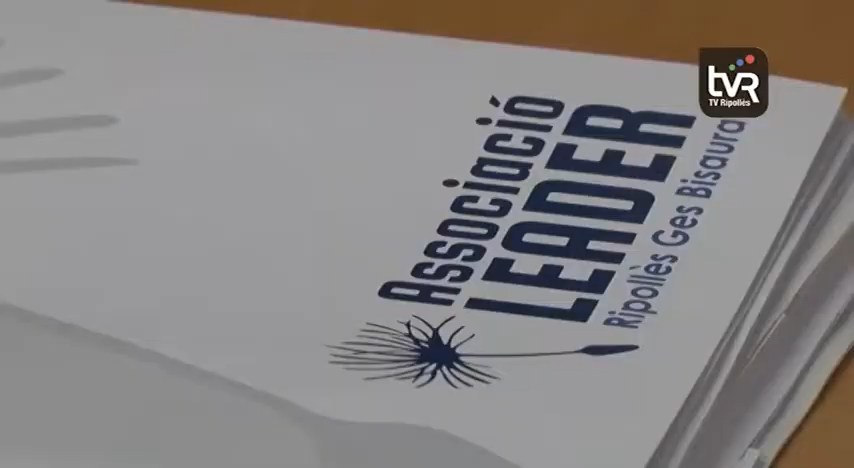 Associació
LEADER
Ripollès Ges Bisaura
tvR
TV Ripollès